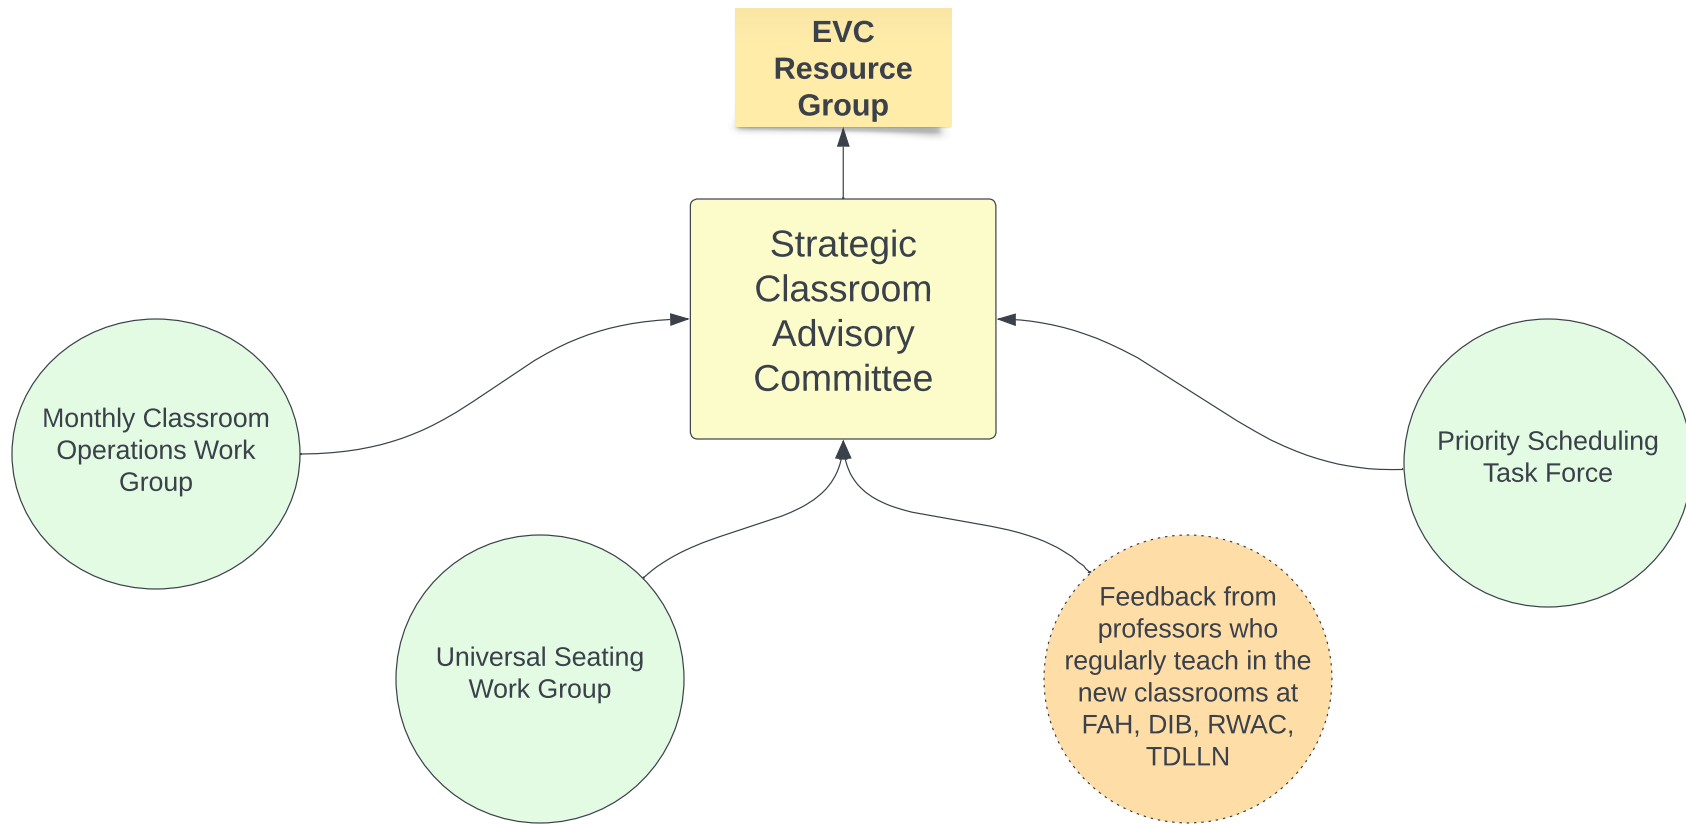 EVC
Resource
Group
Strategic
Classroom
Advisory
Committee
Monthly Classroom
Operations Work
Group
Priority Scheduling
Task Force
Universal Seating
Work Group
Feedback from
professors who
regularly teach in the
new classrooms at
FAH, DIB, RWAC,
TDLLN